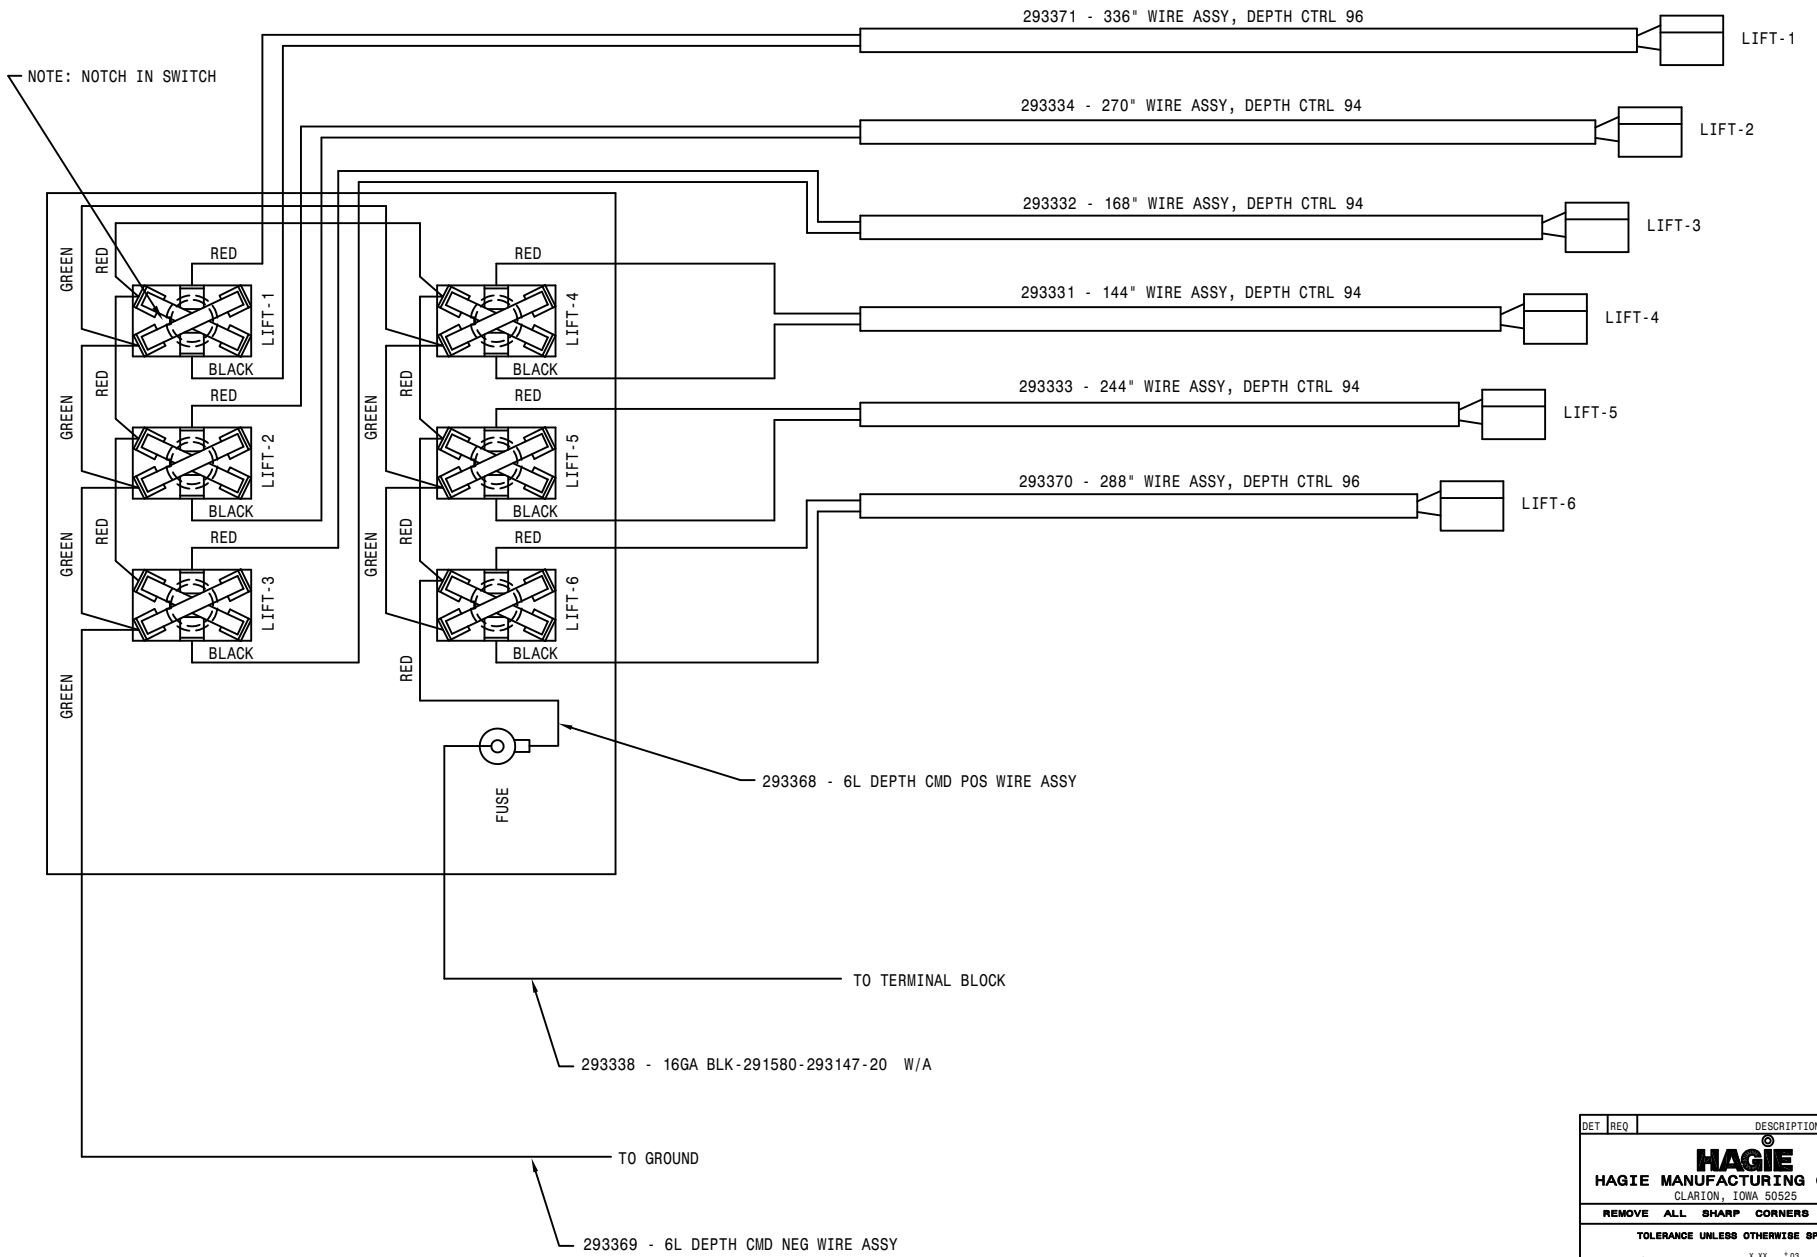 293371 - 336" WIRE ASSY, DEPTH CTRL 96
LIFT-1
NOTE: NOTCH IN SWITCH
293334 - 270" WIRE ASSY, DEPTH CTRL 94
LIFT-2
293332 - 168" WIRE ASSY, DEPTH CTRL 94
LIFT-3
GREEN
RED
RED
LIFT-1
BLACK
RED
LIFT-4
BLACK
293331 - 144" WIRE ASSY, DEPTH CTRL 94
LIFT-4
GREEN
RED
RED
LIFT-2
BLACK
GREEN
RED
RED
LIFT-5
BLACK
293333 - 244" WIRE ASSY, DEPTH CTRL 94
LIFT-5
293370 - 288" WIRE ASSY, DEPTH CTRL 96
LIFT-6
GREEN
RED
RED
LIFT-3
BLACK
GREEN
RED
RED
LIFT-6
BLACK
GREEN
RED
FUSE
293368 - 6L DEPTH CMD POS WIRE ASSY
TO TERMINAL BLOCK
293338 - 16GA BLK-291580-293147-20 W/A
TO GROUND
293369 - 6L DEPTH CMD NEG WIRE ASSY
DET REQ DESCRIPTION
HAGIE
HAGIE MANUFACTURING
CLARION, IOWA 50525
REMOVE ALL SHARP CORNERS
TOLERANCE UNLESS OTHERWISE